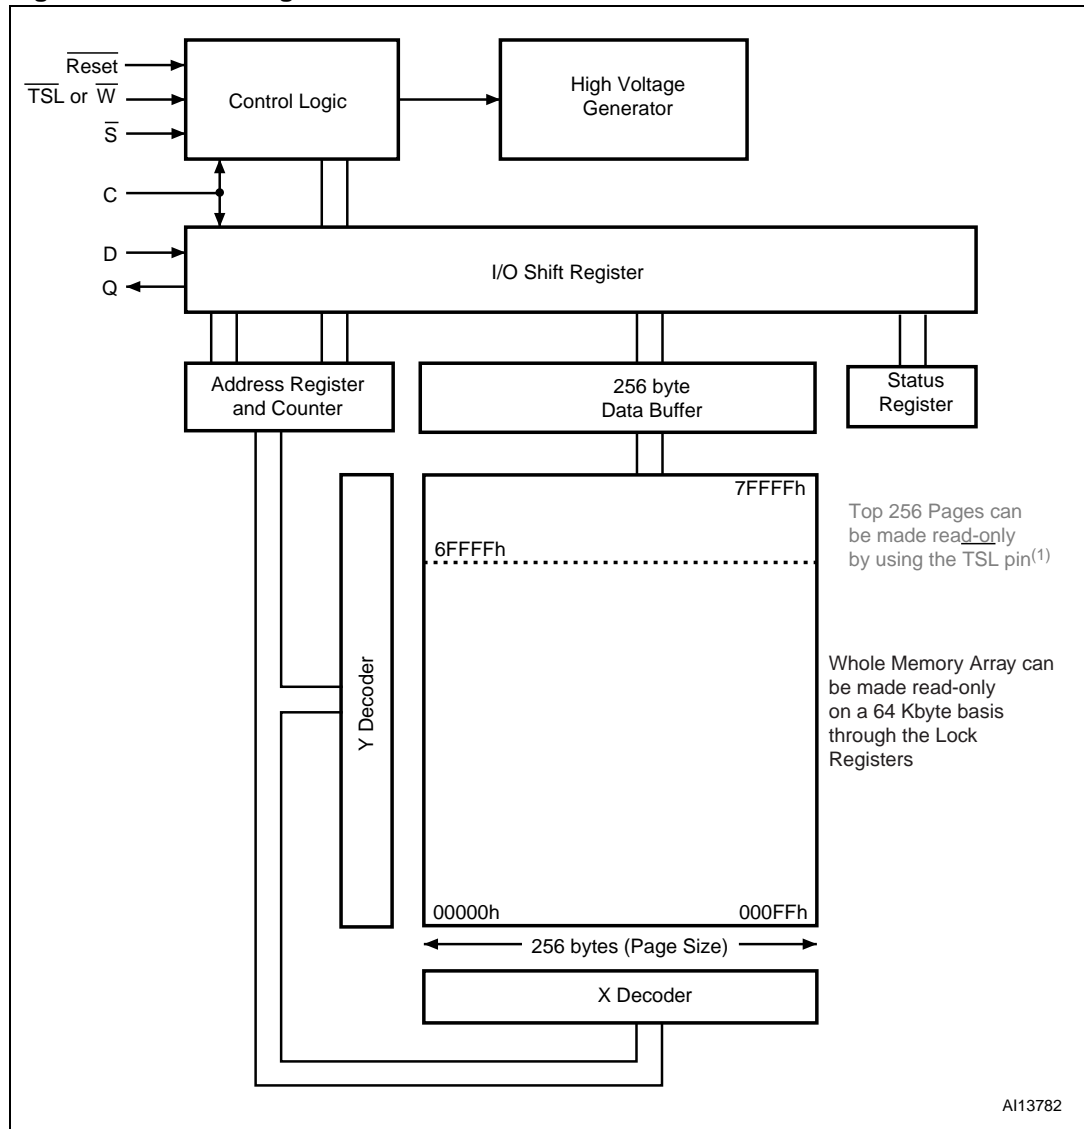 Reset
TSL or W
S
C
D
Q
Control Logic
High Voltage
Generator
I/O Shift Register
Address Register
and Counter
256 byte
Data Buffer
Status
Register
7FFFFh
6FFFFh
Top 256 Pages can
be made read-only
by using the TSL pin(1)
Y Decoder
Whole Memory Array can
be made read-only
on a 64 Kbyte basis
through the Lock
Registers
00000h
000FFh
256 bytes (Page Size)
X Decoder
AI13782